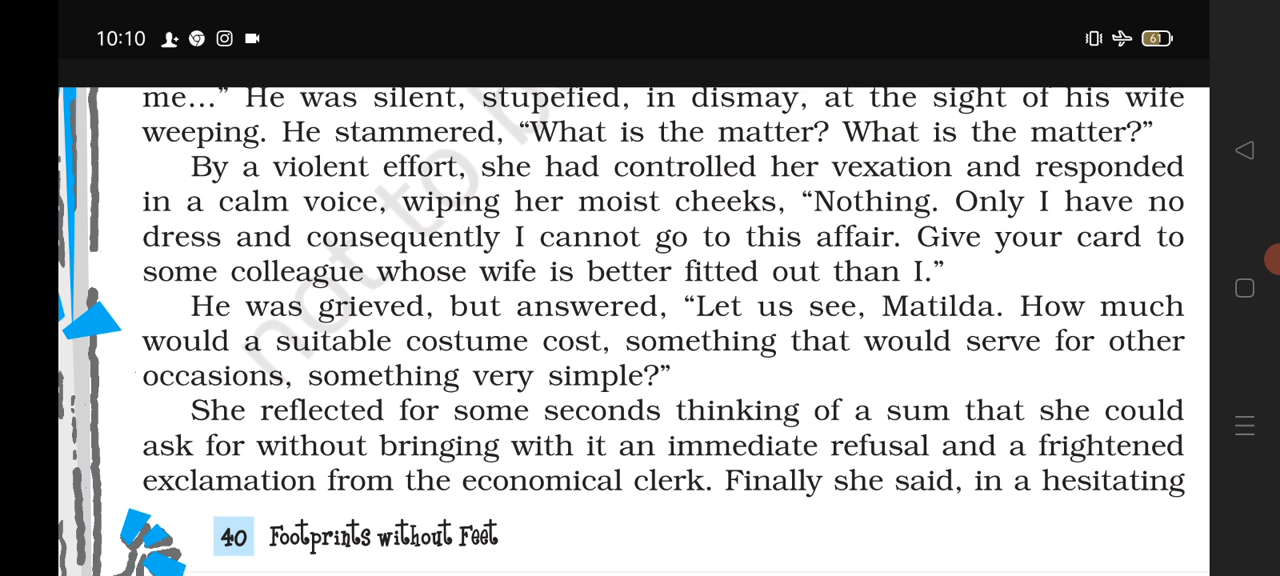 10:10
61
me...” He was silent, stupefied, in dismay, at the sight of his wife
weeping. He stammered, “What is the matter? What is the matter?”
By a violent effort, she had controlled her vexation and responded
in a calm voice, wiping her moist cheeks, “Nothing. Only I have no
dress and consequently I cannot go to this affair. Give your card to
some colleague whose wife is better fitted out than I.”
He was grieved, but answered, “Let us see, Matilda. How much
would a suitable costume cost, something that would serve for other
occasions, something very simple?”
She reflected for some seconds thinking of a sum that she could
ask for without bringing with it an immediate refusal and a frightened
exclamation from the economical clerk. Finally she said, in a hesitating
40 Footprints without Feet
not to b